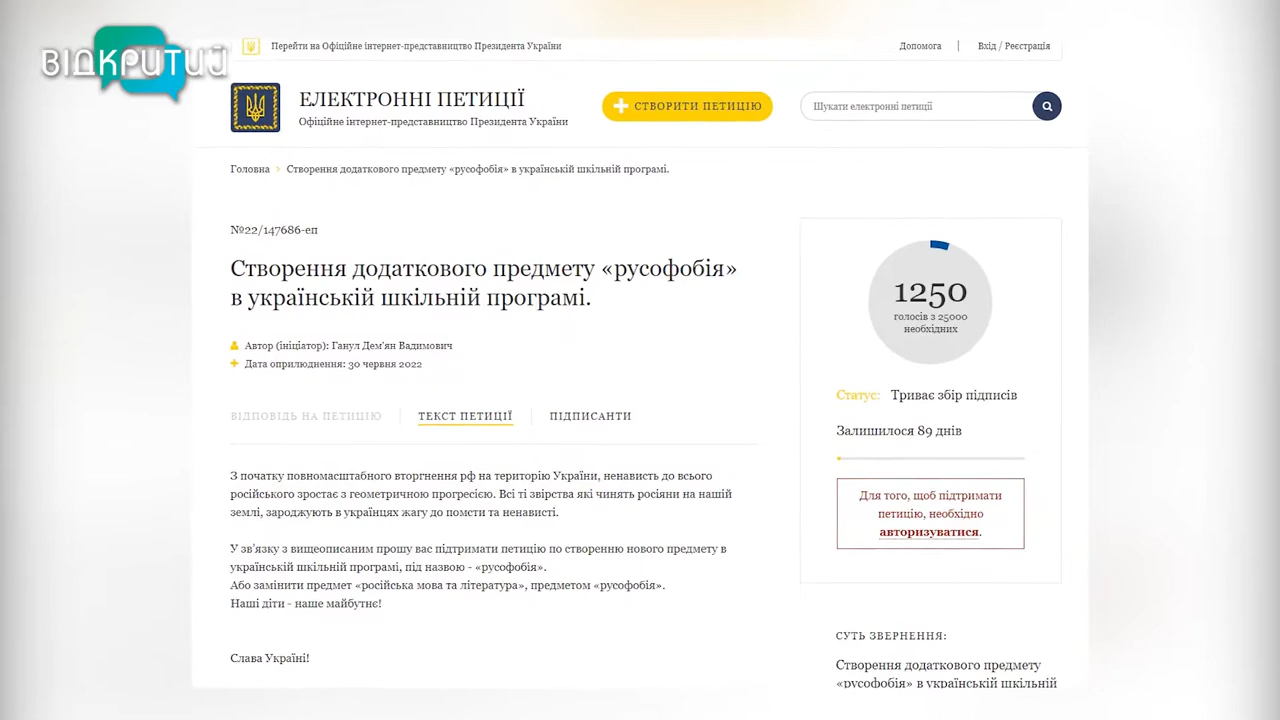 ВІДКРИТИЙ
Перейти на Офіційне інтернет-представництво Президента України
Допомога | Вхід / Реєстрація
ЕЛЕКТРОННІ ПЕТИЦІЇ
Офіційне інтернет-представництво Президента України
СТВОРИТИ ПЕТИЦІЮ
Шукати електронні петиції
Головна > Створення додаткового предмету «русофобія» в українській шкільній програмі.
№22/147686-еп
Створення додаткового предмету «русофобія»
в українській шкільній програмі.
Автор (ініціатор): Ганул Дем'ян Вадимович
Дата оприлюднення: 30 червня 2022
ВІДПОВІДЬ НА ПЕТИЦІЮ
ТЕКСТ ПЕТИЦІЇ
ПІДПИСАНТИ
З початку повномасштабного вторгнення рф на територію України, ненависть до всього
російського зростає з геометричною прогресією. Всі ті звірства які чинять росіяни на нашій
землі, зароджують в українцях жагу до помсти та ненависті.
У зв'язку з вищеописаним прошу вас підтримати петицію по створенню нового предмету в
українській шкільній програмі, під назвою - «русофобія».
Або замінити предмет «російська мова та література», предметом «русофобія».
Наші діти - наше майбутнє!
Слава Україні!
1250
голосів з 25000
необхідних
Статус: Триває збір підписів
Залишилося 89 днів
Для того, щоб підтримати
петицію, необхідно
авторизуватися.
СУТЬ ЗВЕРНЕННЯ:
Створення додаткового предмету
«русофобія» в українській шкільній